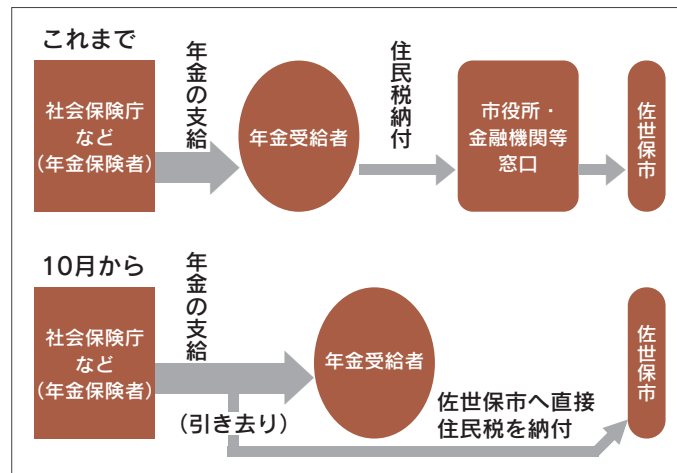 これまで
社会保険庁
など
(年金保険者)
年金の支給
年金受給者
住民税納付
市役所・
金融機関等
窓口
佐世保市
10月から
社会保険庁
など
(年金保険者)
年金の支給
(引き去り)
年金受給者
佐世保市へ直接
住民税を納付
佐世保市